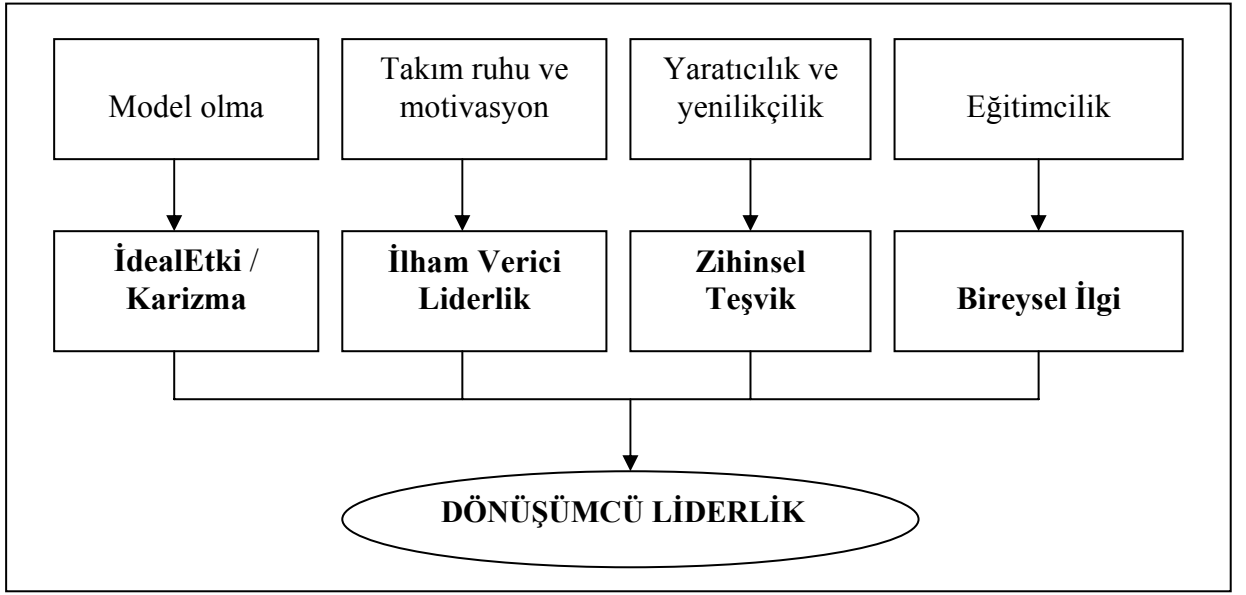 Model olma
Takım ruhu ve
motivasyon
Yaratıcılık ve
yenilikçilik
Eğitimcilik
İdealEtki /
Karizma
İlham Verici
Liderlik
Zihinsel
Teşvik
Bireysel İlgi
DÖNÜŞÜMCÜ LİDERLİK